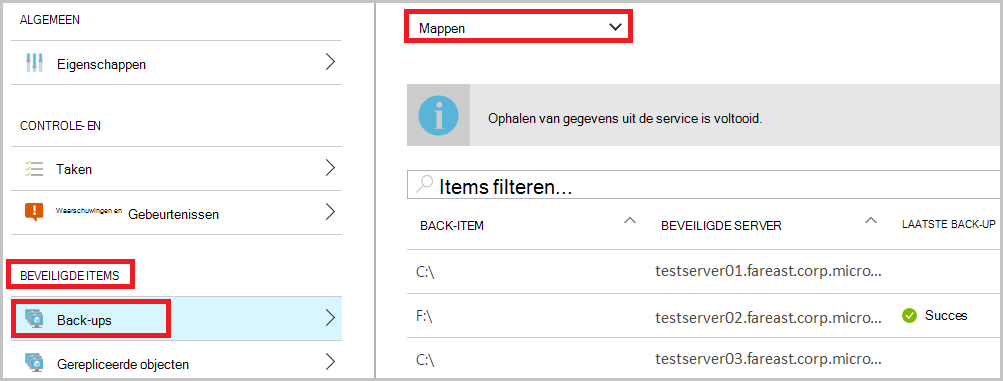 ALGEMEEN
Eigenschappen
CONTROLE- EN
Taken
Waarschuwingen en Gebeurtenissen
BEVEILIGDE ITEMS
Back-ups
Gerepliceerde objecten
Mappen
Ophalen van gegevens uit de service is voltooid.
Items filteren...
BACK-ITEM BEVEILIGDE SERVER LAATSTE BACK-UP
C:\ testserver01.fareast.corp.micro...
F:\ testserver02.fareast.corp.micro... Succes
C:\ testserver03.fareast.corp.micro...